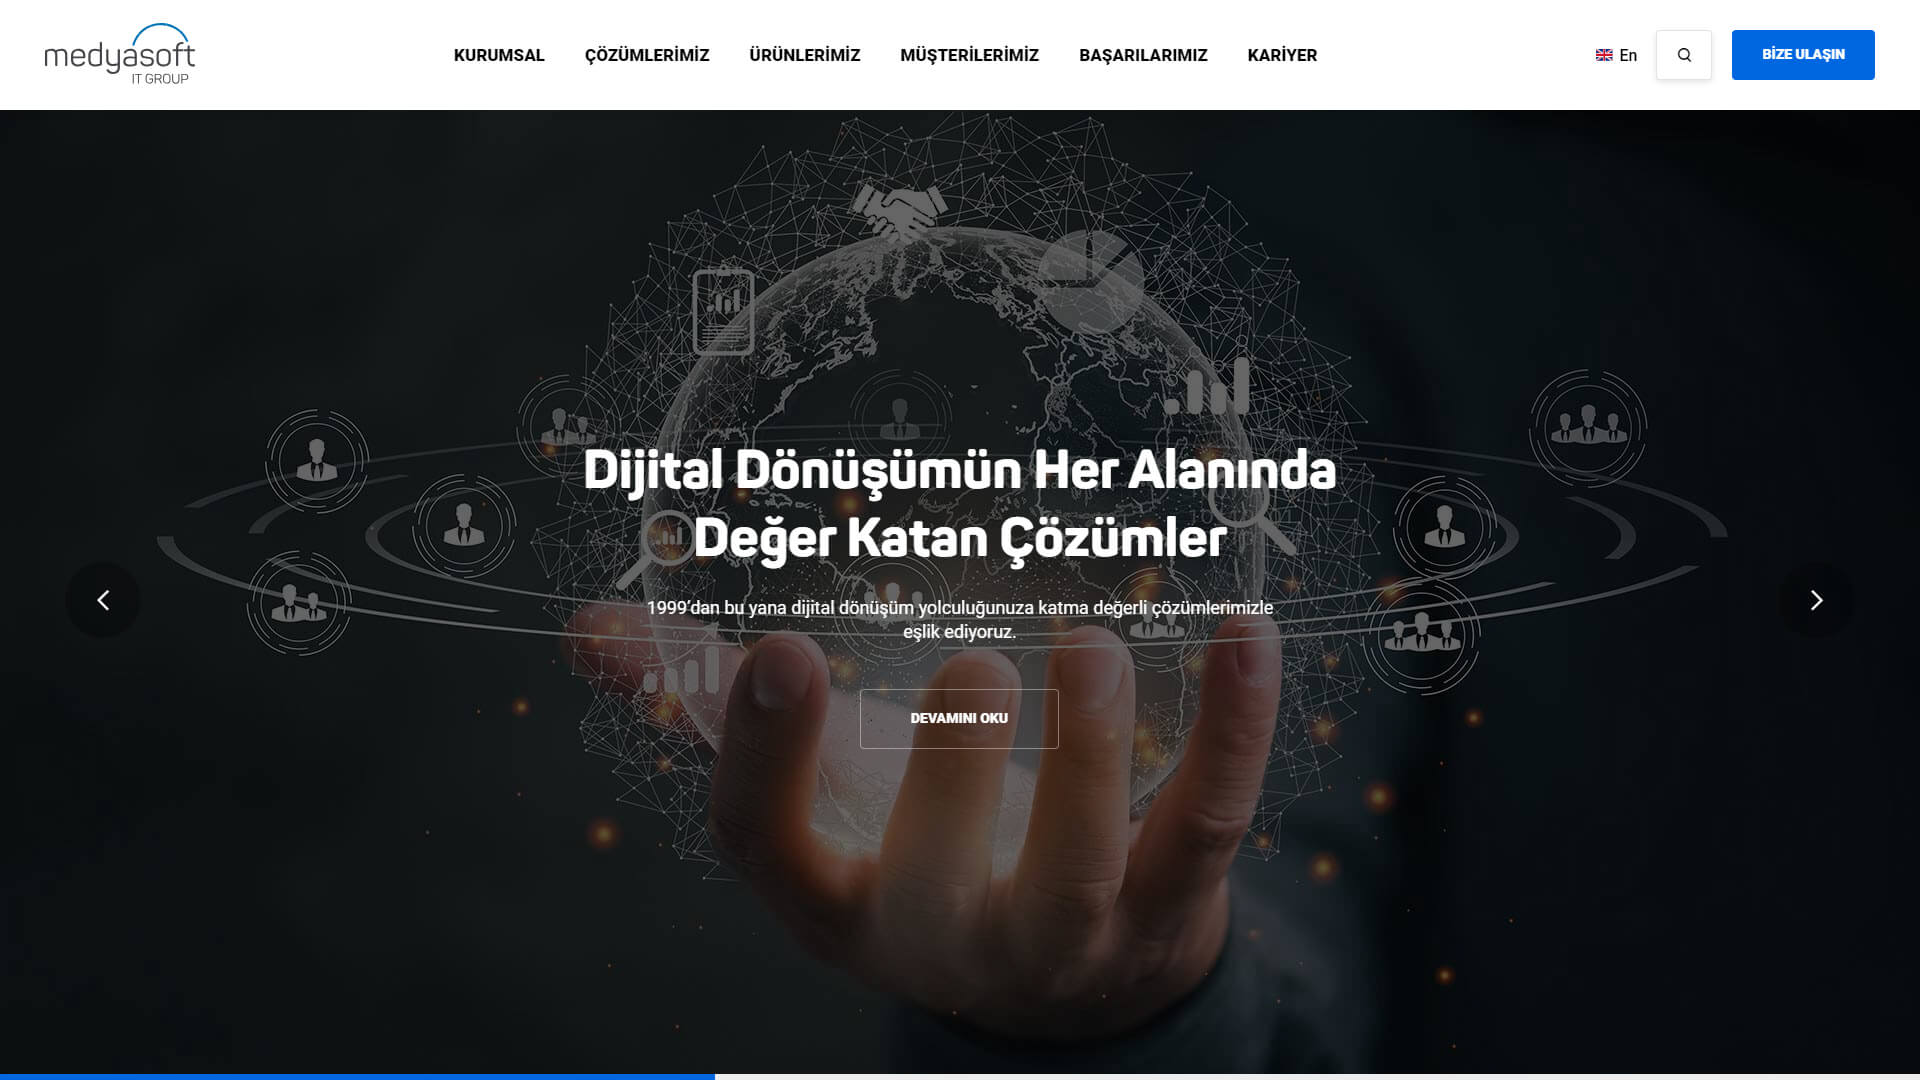 medyasoft
IT GROUP
KURUMSAL
ÇÖZÜMLERİMİZ
ÜRÜNLERİMİZ
MÜŞTERİLERİMİZ
BAŞARILARIMIZ
KARİYER
En
BİZE ULAŞIN
Dijital Dönüşümün Her Alanında
Değer Katan Çözümler
1999’dan bu yana dijital dönüşüm yolculuğunuza katma değerli çözümlerimizle
eşlik ediyoruz.
DEVAMINI OKU